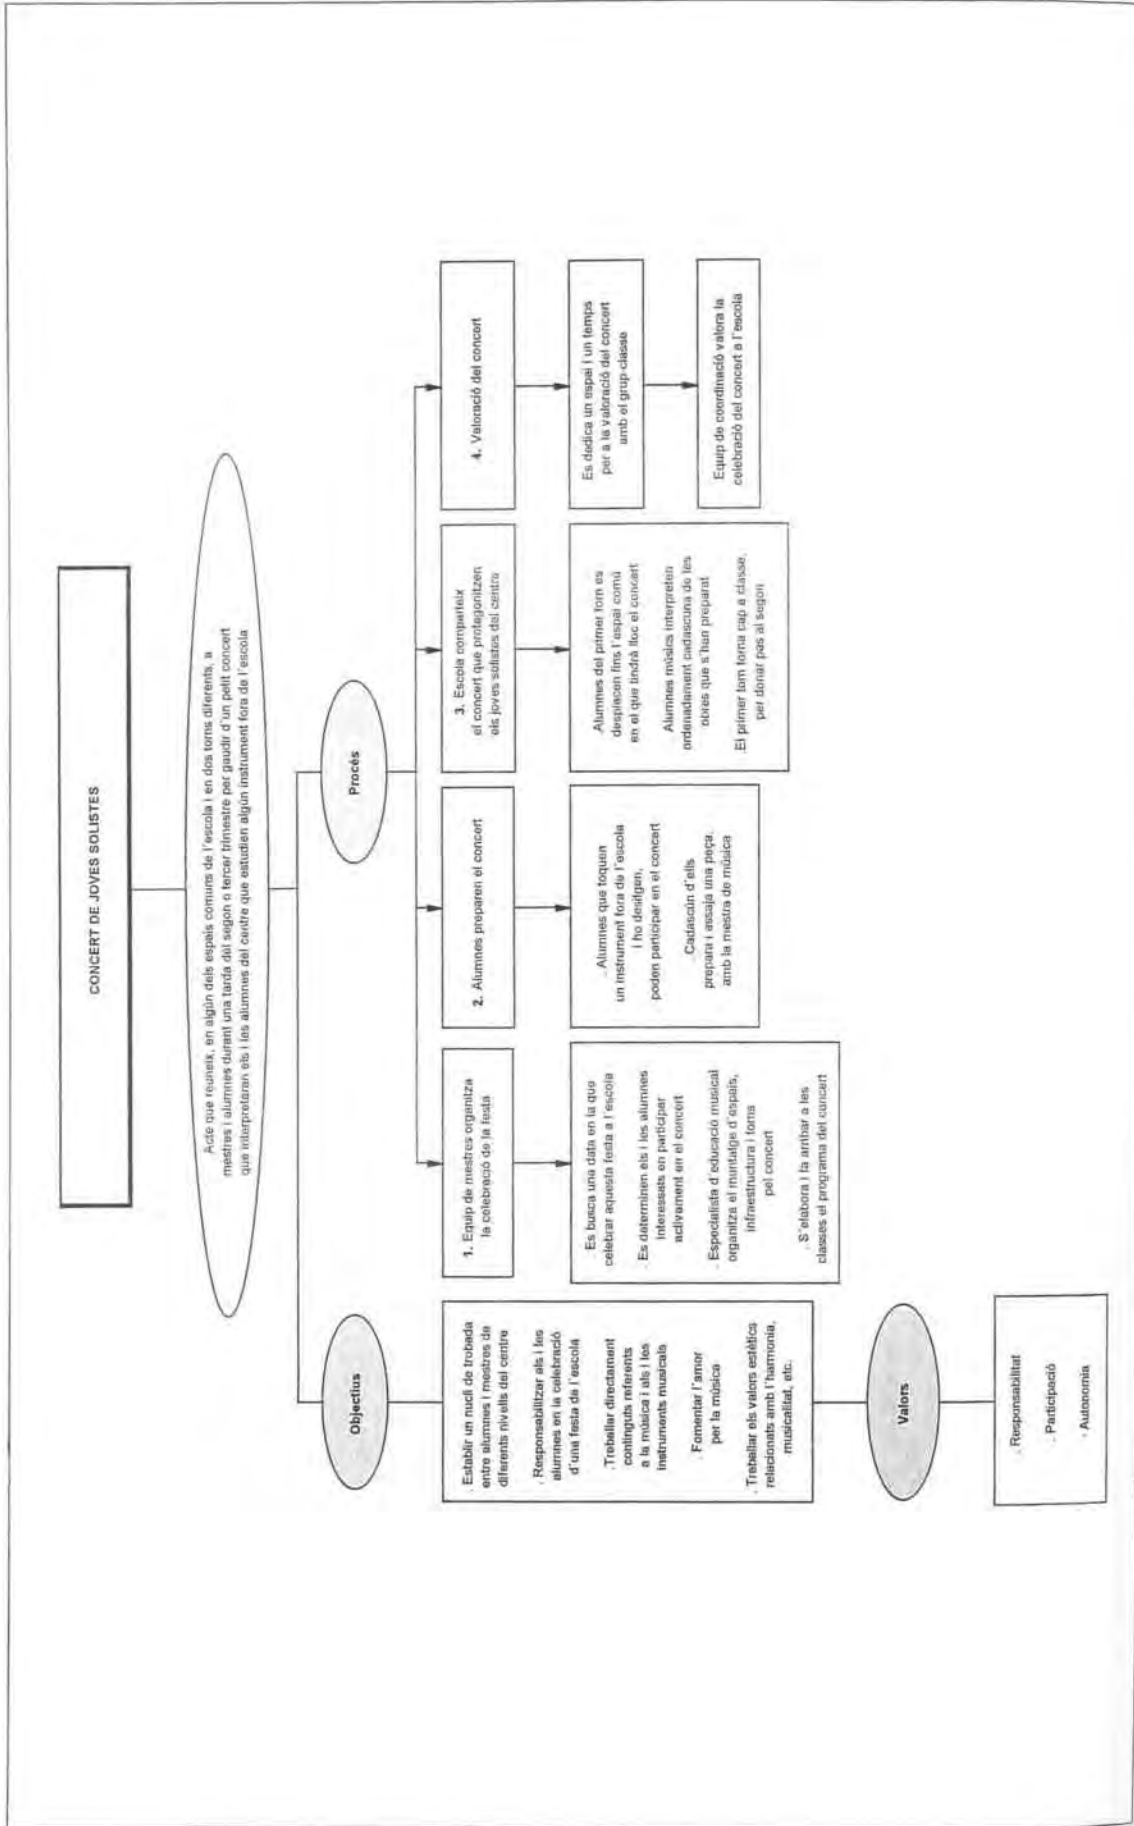 CONCERT DE JOVES SOLISTES
Acte que reuneix, en algún dels espais comuns de l'escola i en dos torns diferents, a
mestres i alumnes durant una tarda del segon o tercer trimestre per gaudir d'un petit concert
que interpretaran els i les alumnes del centre que estudien algún instrument fora de l'escola
Objectius
. Establir un nucli de trobada
entre alumnes i mestres de
diferents nivells del centre
. Responsabilitzar als i les
alumnes en la celebració
d'una festa de l'escola
. Treballar directament
continguts referents
a la música i als i les
instruments musicals
. Fomentar l'amor
per la música
. Treballar els valors estètics
relacionats amb l'harmonia,
musicalitat, etc.
Valors
. Responsabilitat
. Participació
. Autonomia
Procés
1. Equip de mestres organitza
la celebració de la festa
. Es busca una data en la que
celebrar aquesta festa a l'escola
. Es determinen els i les alumnes
interessats en participar
activament en el concert
. Especialista d'educació musical
organitza el muntatge d'espais,
infraestructura i torns
pel concert
. S'elabora i fa arribar a les
classes el programa del concert
2. Alumnes preparen el concert
. Alumnes que toquen
un instrument fora de l'escola
i ho desitgen,
poden participar en el concert
. Cadascún d'ells
prepara i assaja una peça.
amb la mestra de música
3. Escola comparteix
el concert que protagonitzen
els joves solistes del centre
. Alumnes del primer torn es
desplacen fins l'espai comú
en el que tindrà lloc el concert
. Alumnes músics interpreten
ordenadament cadascuna de les
obres que s'han preparat
. El primer torn torna cap a classe,
per donar pas al segon
4. Valoració del concert
Es dedica un espai i un temps
per a la valoració del concert
amb el grup-classe
Equip de coordinació valora la
celebració del concert a l'escola